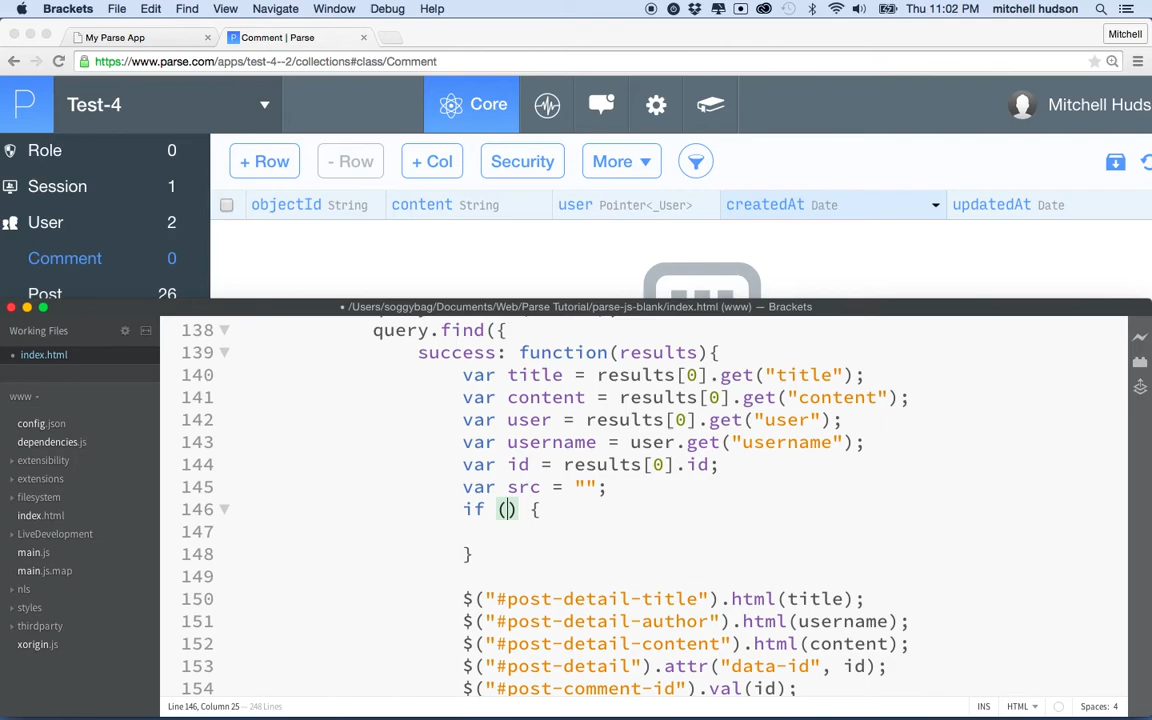 Brackets File Edit Find View Navigate Window Debug Help Thu 11:02 PM mitchell hudson
My Parse App × Comment | Parse × Mitchell
https://www.parse.com/apps/test-4--2/collections#class/Comment
P Test-4 Core Mitchell Huds
Role 0
+ Row - Row + Col Security More
Session 1
objectId String content String user Pointer<_User> createdAt Date updatedAt Date
User 2
Comment 0
Post 26
• /Users/soggybag/Documents/Web/Parse Tutorial/parse-js-blank/index.html (www) — Brackets
Working Files
• index.html
www
config.json
dependencies.js
extensibility
extensions
filesystem
index.html
LiveDevelopment
main.js
main.js.map
nls
styles
thirdparty
xorigin.js
138 query.find({
139 success: function(results){
140 var title = results[0].get("title");
141 var content = results[0].get("content");
142 var user = results[0].get("user");
143 var username = user.get("username");
144 var id = results[0].id;
145 var src = "";
146 if () {
147
148 }
149
150 $("#post-detail-title").html(title);
151 $("#post-detail-author").html(username);
152 $("#post-detail-content").html(content);
153 $("#post-detail").attr("data-id", id);
154 $("#post-comment-id").val(id);
Line 146, Column 25 — 248 Lines INS HTML Spaces: 4